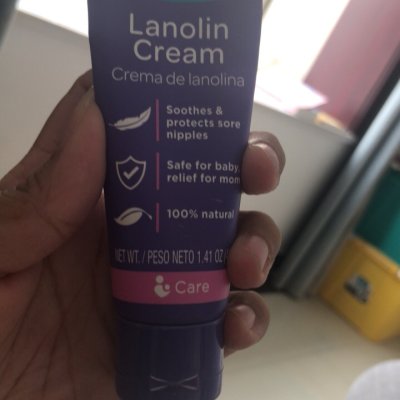 Lanolin
Cream
Crema de lanolina
Soothes &
protects sore
nipples
Safe for baby,
relief for mom
100% natural
NET WT. / PESO NETO 1.41 OZ /
Care